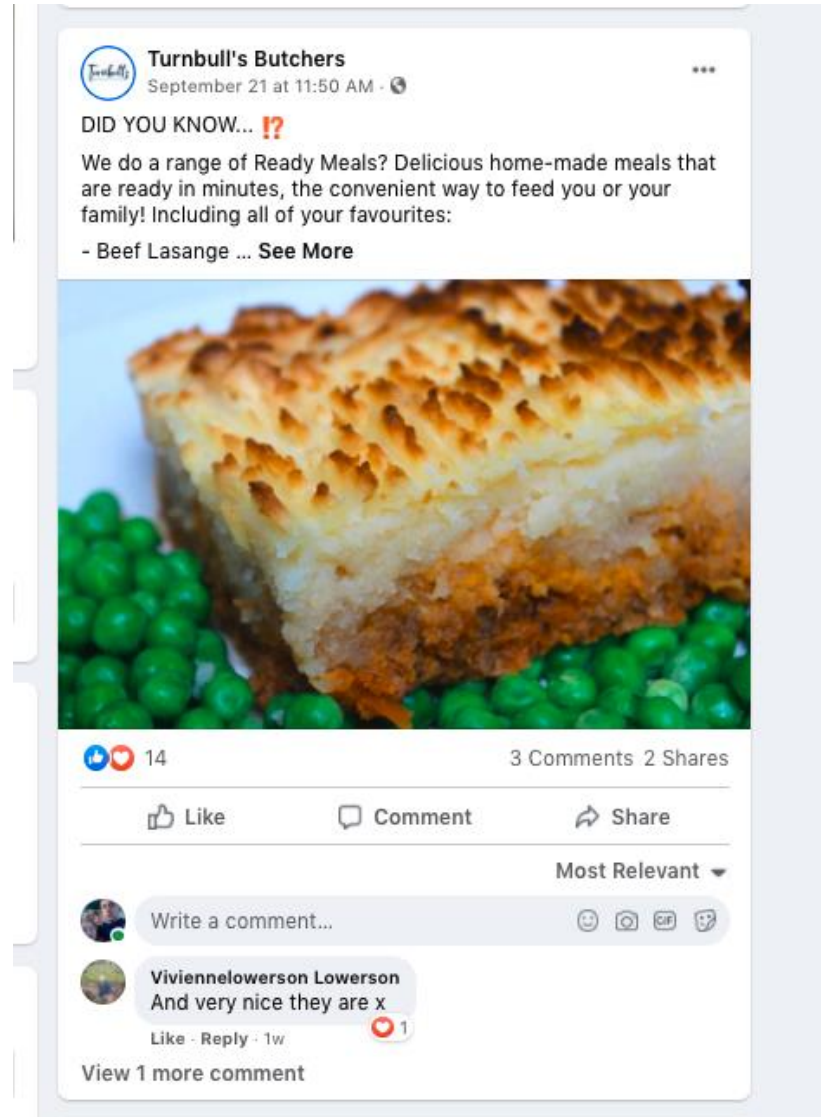 Turnbulls
Turnbull's Butchers
September 21 at 11:50 AM ·
DID YOU KNOW... ⁉
We do a range of Ready Meals? Delicious home-made meals that
are ready in minutes, the convenient way to feed you or your
family! Including all of your favourites:
- Beef Lasange ... See More
14
3 Comments 2 Shares
Like Comment Share
Most Relevant
Write a comment...
GIF
Viviennelowerson Lowerson
And very nice they are x
1
Like · Reply · 1w
View 1 more comment